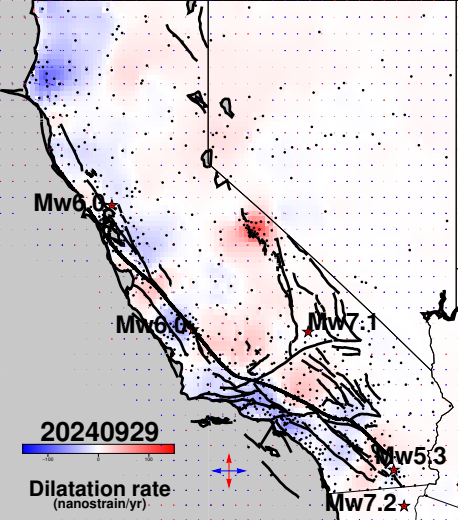 Mw6.0
Mw6.0
Mw7.1
20240929
-100 0 100
Dilatation rate
(nanostrain/yr)
Mw5.3
Mw7.2